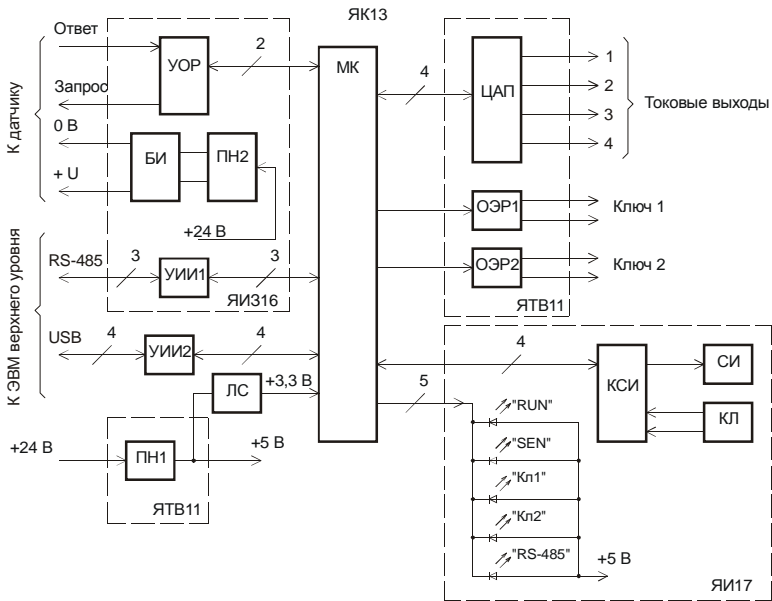 ЯК13
К датчику
Ответ
Запрос
0 В
+ U
УОР
2
БИ
ПН2
+24 В
К ЭВМ верхнего уровня
RS-485
3
УИИ1
3
ЯИЗ16
USB
4
УИИ2
4
ЛС
+3,3 В
+24 В
ПН1
+5 В
ЯТВ11
МК
4
ЦАП
1
2
3
4
Токовые выходы
ОЭР1
Ключ 1
ОЭР2
Ключ 2
ЯТВ11
4
КСИ
СИ
КЛ
5
"RUN"
"SEN"
"Кл1"
"Кл2"
"RS-485"
+5 В
ЯИ17